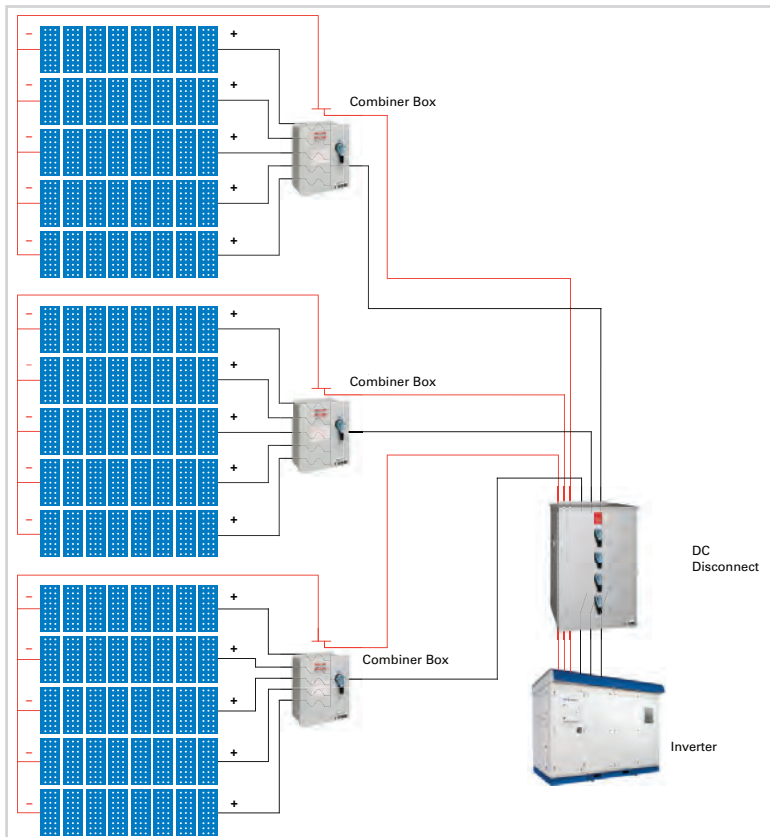 − +
− +
− +
− +
− +
Combiner Box
− +
− +
− +
− +
− +
Combiner Box
− +
− +
− +
− +
− +
Combiner Box
DC
Disconnect
Inverter